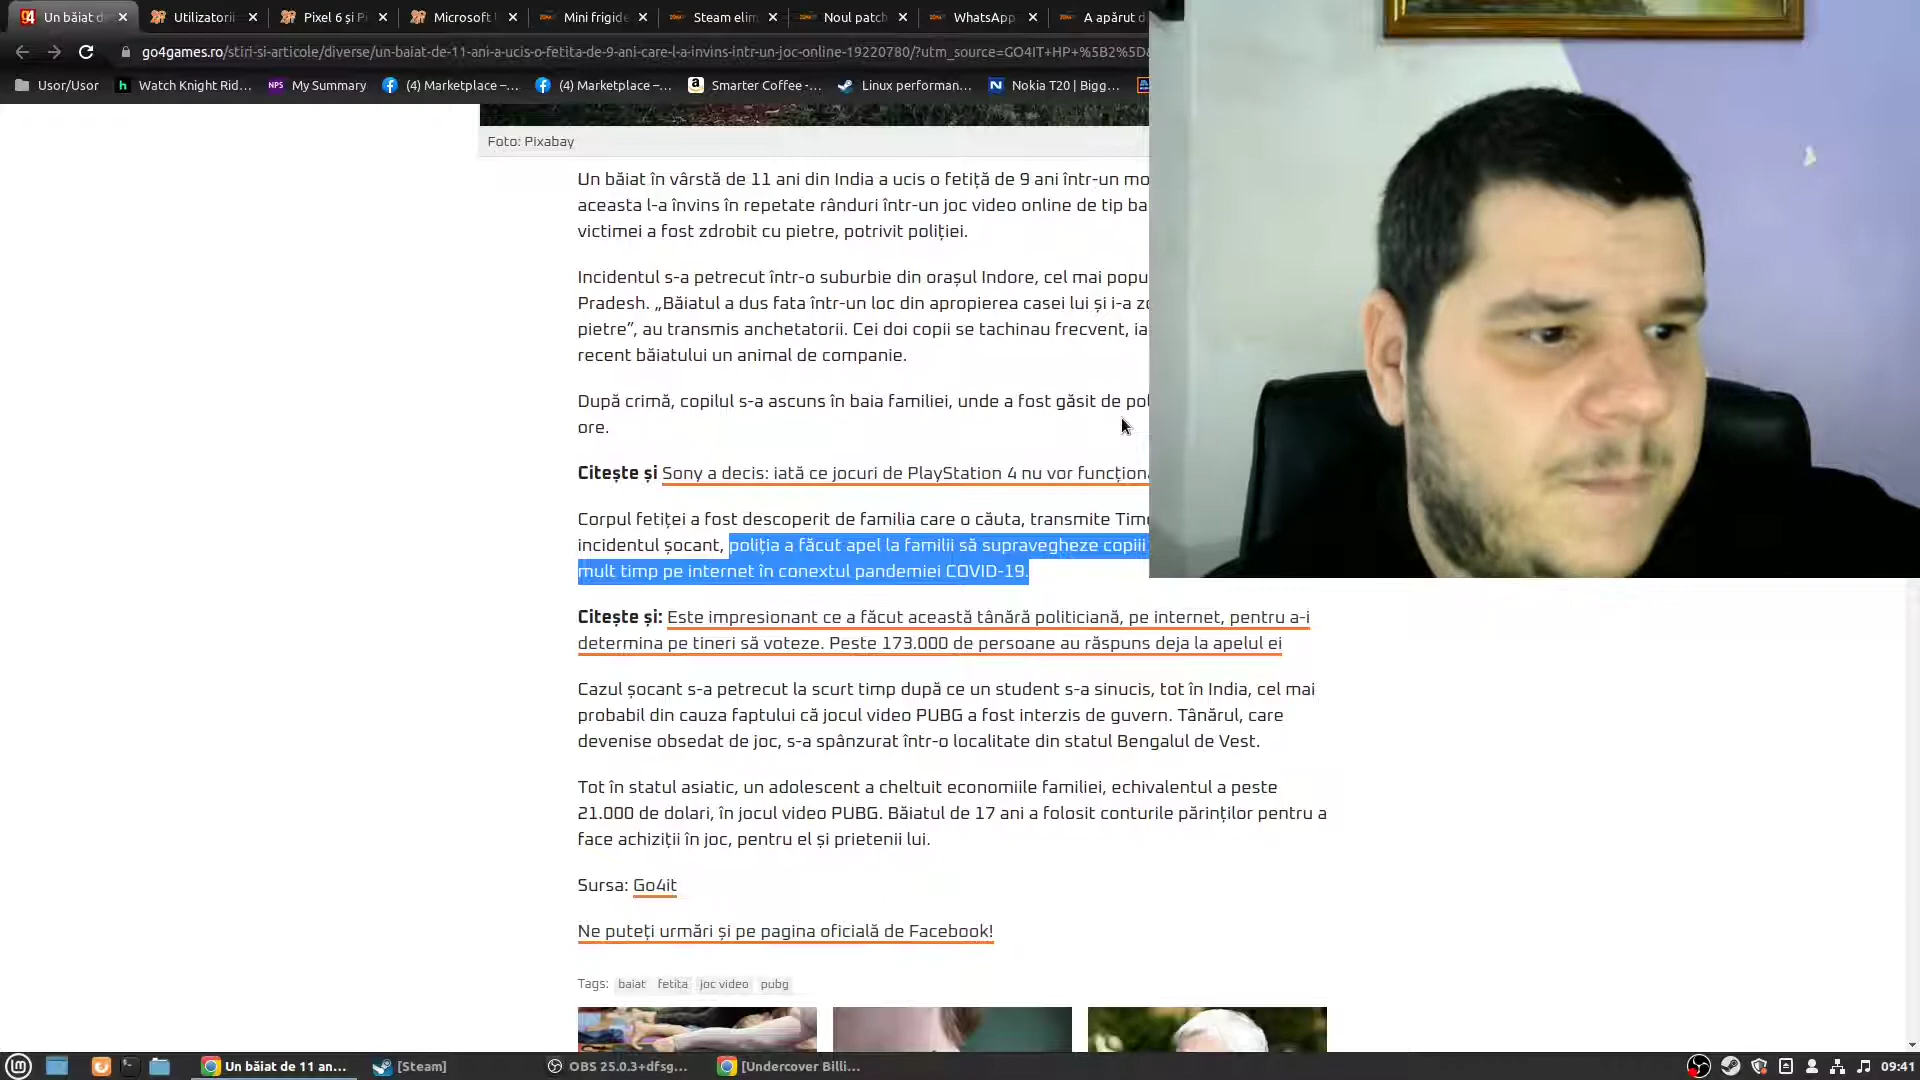 Un băiat d
Utilizatorii
Pixel 6 și P
Microsoft
Mini frigide
Steam elim
Noul patch
WhatsApp
A apărut d
go4games.ro/stiri-si-articole/diverse/un-baiat-de-11-ani-a-ucis-o-fetita-de-9-ani-care-l-a-invins-intr-un-joc-online-19220780/?utm_source=GO4IT+HP+%5B2%5D
Usor/Usor
h Watch Knight Rid...
NPS My Summary
(4) Marketplace –...
(4) Marketplace –...
Smarter Coffee -...
Linux performan...
N Nokia T20 | Bigg...
Foto: Pixabay
Un băiat în vârstă de 11 ani din India a ucis o fetiță de 9 ani într-un mo
aceasta l-a învins în repetate rânduri într-un joc video online de tip ba
victimei a fost zdrobit cu pietre, potrivit poliției.
Incidentul s-a petrecut într-o suburbie din orașul Indore, cel mai popu
Pradesh. „Băiatul a dus fata într-un loc din apropierea casei lui și i-a z
pietre”, au transmis anchetatorii. Cei doi copii se tachinau frecvent, ia
recent băiatului un animal de companie.
După crimă, copilul s-a ascuns în baia familiei, unde a fost găsit de pol
ore.
Citește și Sony a decis: iată ce jocuri de PlayStation 4 nu vor funcționa
Corpul fetiței a fost descoperit de familia care o căuta, transmite Time
incidentul șocant, poliția a făcut apel la familii să supravegheze copiii
mult timp pe internet în conextul pandemiei COVID-19.
Citește și: Este impresionant ce a făcut această tânără politiciană, pe internet, pentru a-i
determina pe tineri să voteze. Peste 173.000 de persoane au răspuns deja la apelul ei
Cazul șocant s-a petrecut la scurt timp după ce un student s-a sinucis, tot în India, cel mai
probabil din cauza faptului că jocul video PUBG a fost interzis de guvern. Tânărul, care
devenise obsedat de joc, s-a spânzurat într-o localitate din statul Bengalul de Vest.
Tot în statul asiatic, un adolescent a cheltuit economiile familiei, echivalentul a peste
21.000 de dolari, în jocul video PUBG. Băiatul de 17 ani a folosit conturile părinților pentru a
face achiziții în joc, pentru el și prietenii lui.
Sursa: Go4it
Ne puteți urmări și pe pagina oficială de Facebook!
Tags: baiat fetita joc video pubg
Un băiat de 11 an...
[Steam]
OBS 25.0.3+dfsg...
[Undercover Billi...
09:41